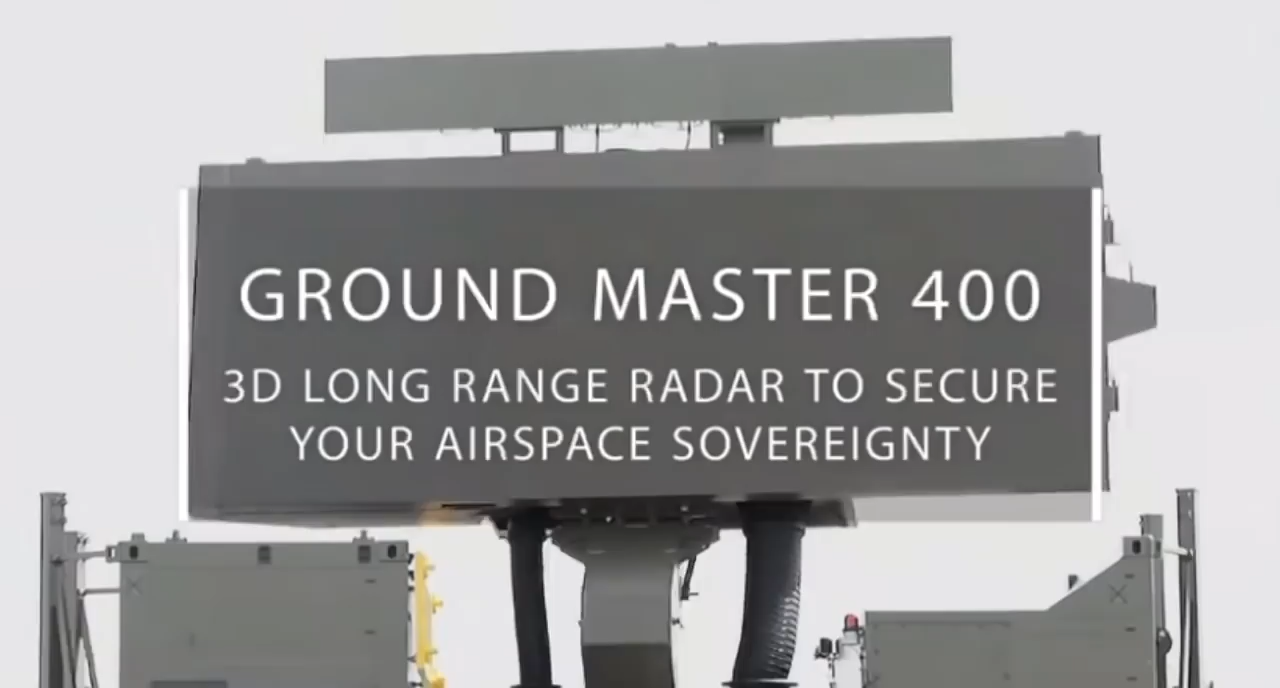 GROUND MASTER 400
3D LONG RANGE RADAR TO SECURE
YOUR AIRSPACE SOVEREIGNTY